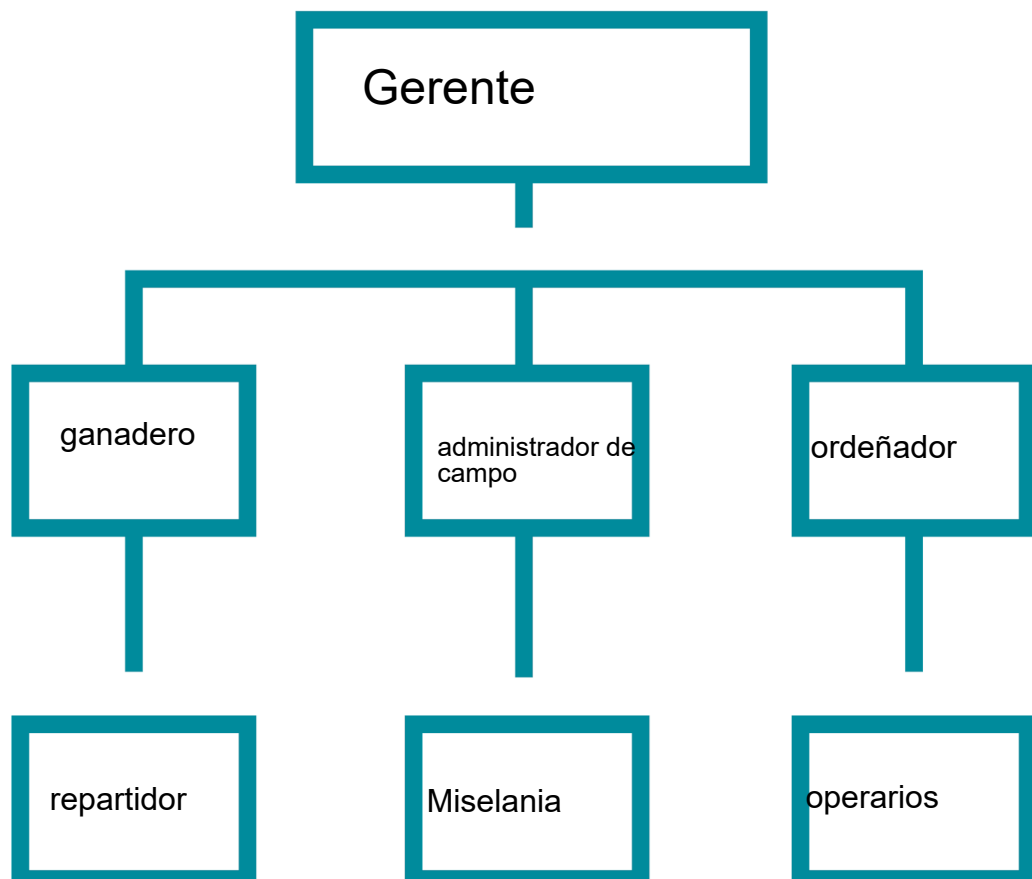 Gerente
ganadero
administrador de
campo
ordeñador
repartidor
Miselania
operarios